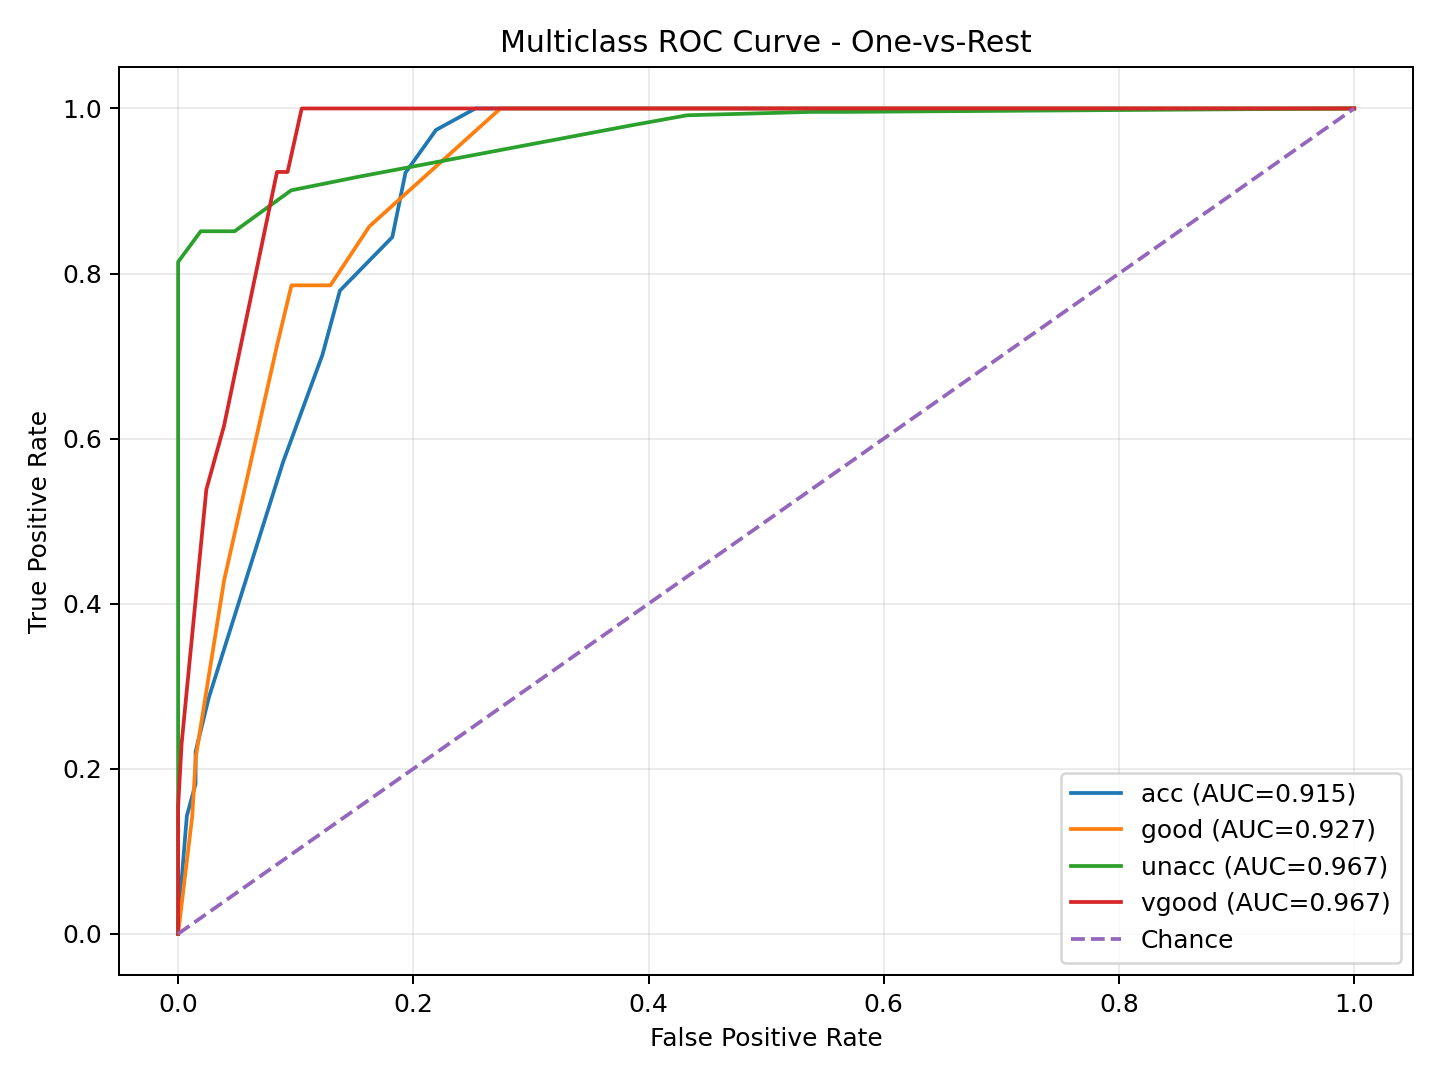 Multiclass ROC Curve - One-vs-Rest
True Positive Rate
1.0
0.8
0.6
0.4
0.2
0.0
0.0 0.2 0.4 0.6 0.8 1.0
False Positive Rate
acc (AUC=0.915)
good (AUC=0.927)
unacc (AUC=0.967)
vgood (AUC=0.967)
Chance